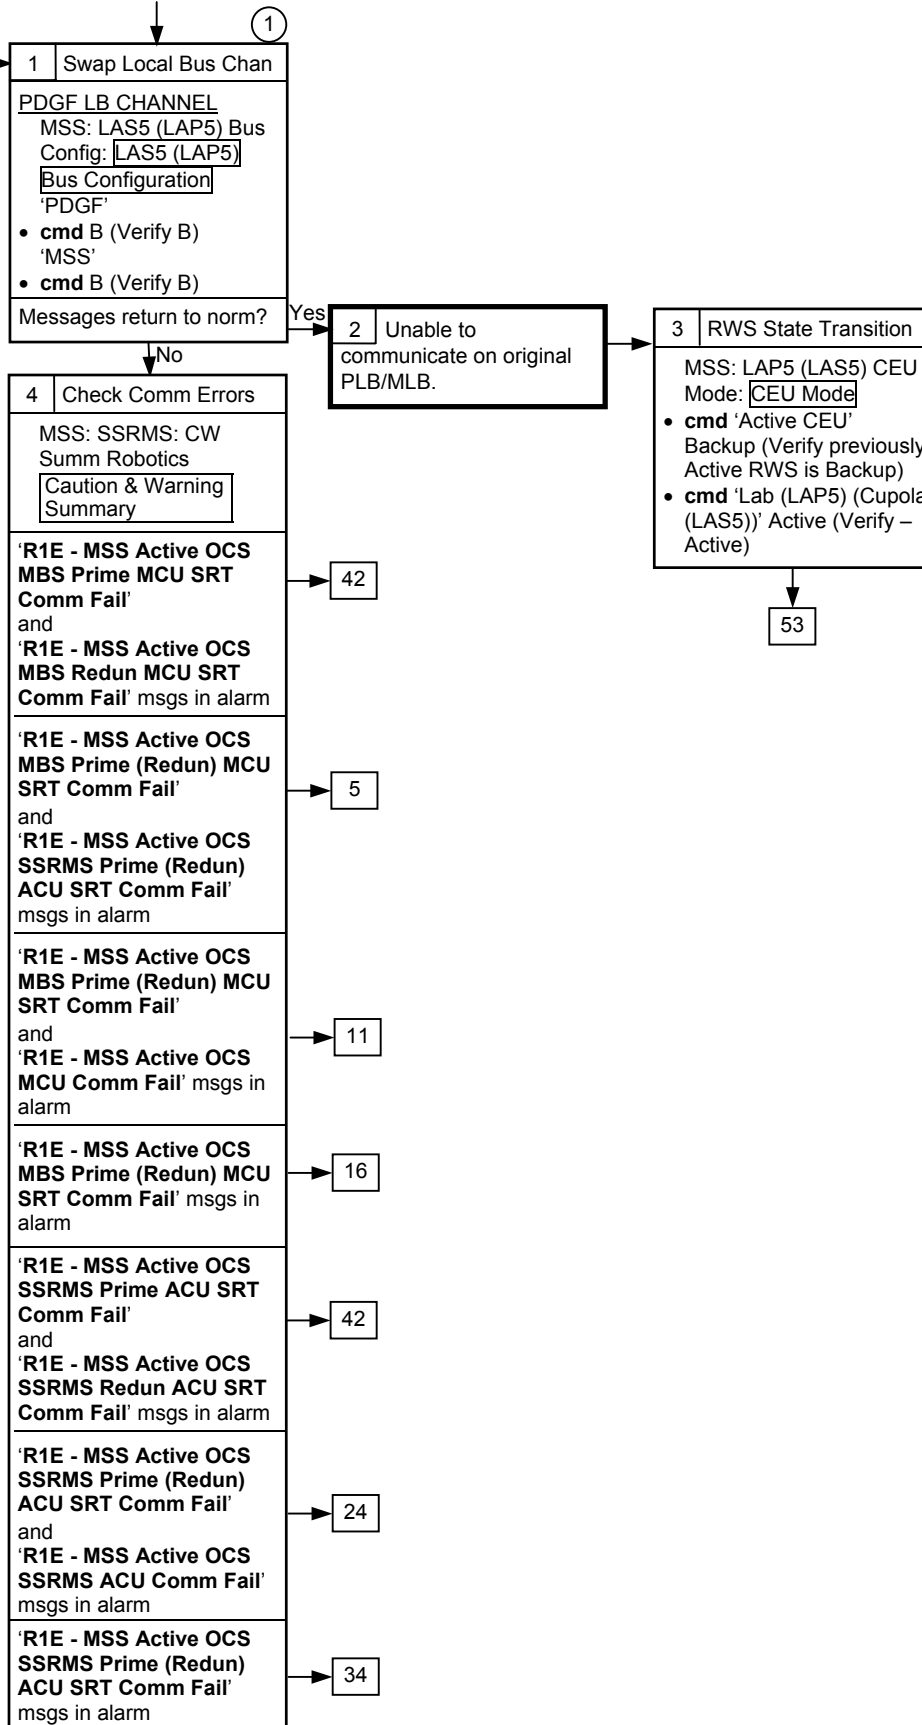 1
1 Swap Local Bus Chan
PDGF LB CHANNEL
MSS: LAS5 (LAP5) Bus
Config: LAS5 (LAP5)
Bus Configuration
‘PDGF’
• cmd B (Verify B)
‘MSS’
• cmd B (Verify B)
Messages return to norm?
Yes
No
2 Unable to
communicate on original
PLB/MLB.
3 RWS State Transition
MSS: LAP5 (LAS5) CEU
Mode: CEU Mode
• cmd ‘Active CEU’
Backup (Verify previously
Active RWS is Backup)
• cmd ‘Lab (LAP5) (Cupola
(LAS5))’ Active (Verify –
Active)
53
4 Check Comm Errors
MSS: SSRMS: CW
Summ Robotics
Caution & Warning
Summary
‘R1E - MSS Active OCS
MBS Prime MCU SRT
Comm Fail’
and
‘R1E - MSS Active OCS
MBS Redun MCU SRT
Comm Fail’ msgs in alarm
42
‘R1E - MSS Active OCS
MBS Prime (Redun) MCU
SRT Comm Fail’
and
‘R1E - MSS Active OCS
SSRMS Prime (Redun)
ACU SRT Comm Fail’
msgs in alarm
5
‘R1E - MSS Active OCS
MBS Prime (Redun) MCU
SRT Comm Fail’
and
‘R1E - MSS Active OCS
MCU Comm Fail’ msgs in
alarm
11
‘R1E - MSS Active OCS
MBS Prime (Redun) MCU
SRT Comm Fail’ msgs in
alarm
16
‘R1E - MSS Active OCS
SSRMS Prime ACU SRT
Comm Fail’
and
‘R1E - MSS Active OCS
SSRMS Redun ACU SRT
Comm Fail’ msgs in alarm
42
‘R1E - MSS Active OCS
SSRMS Prime (Redun)
ACU SRT Comm Fail’
and
‘R1E - MSS Active OCS
SSRMS ACU Comm Fail’
msgs in alarm
24
‘R1E - MSS Active OCS
SSRMS Prime (Redun)
ACU SRT Comm Fail’
msgs in alarm
34